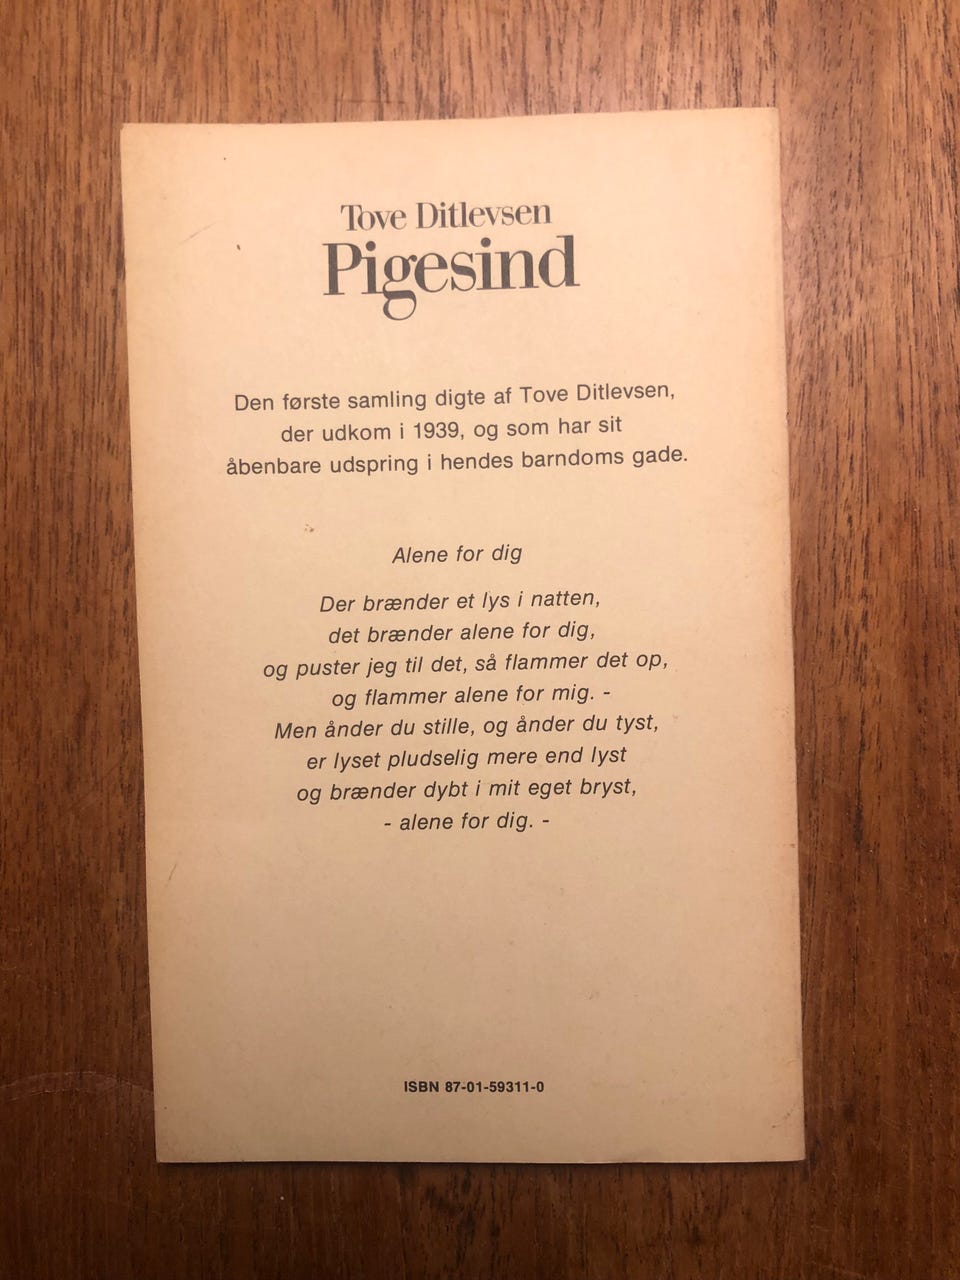 Tove Ditlevsen
Pigesind
Den første samling digte af Tove Ditlevsen,
der udkom i 1939, og som har sit
åbenbare udspring i hendes barndoms gade.
Alene for dig
Der brænder et lys i natten,
det brænder alene for dig,
og puster jeg til det, så flammer det op,
og flammer alene for mig. -
Men ånder du stille, og ånder du tyst,
er lyset pludselig mere end lyst
og brænder dybt i mit eget bryst,
- alene for dig. -
ISBN 87-01-59311-0